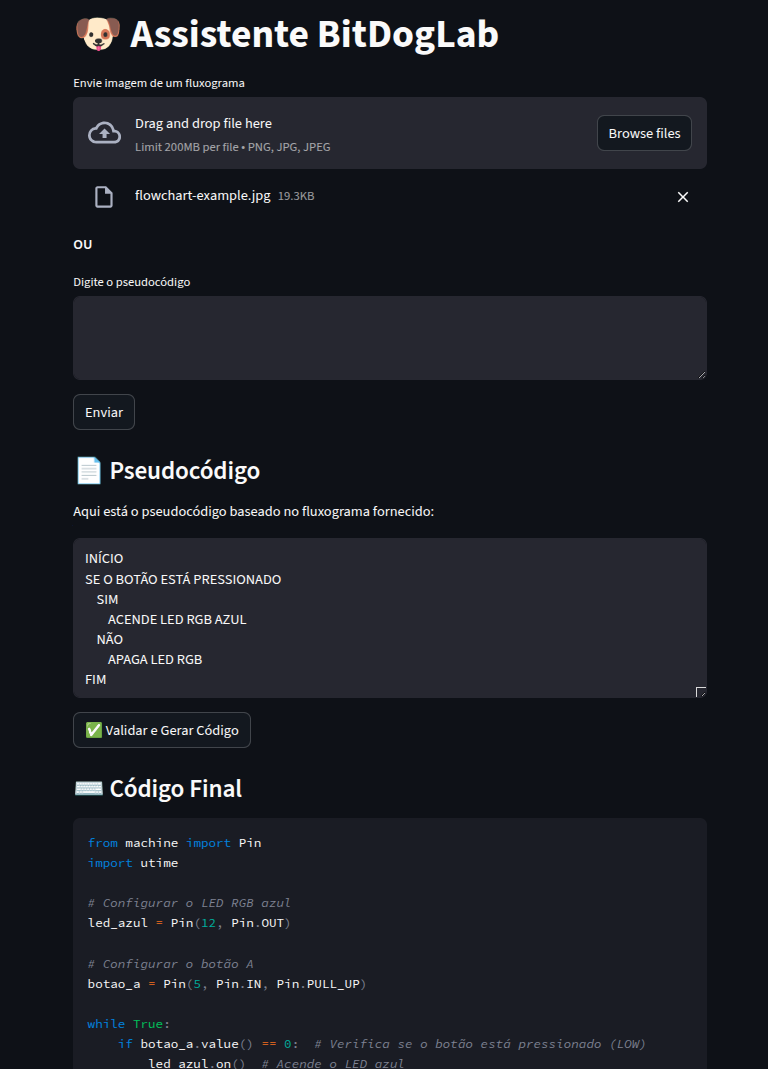 Assistente BitDogLab
Envie imagem de um fluxograma
Drag and drop file here
Limit 200MB per file • PNG, JPG, JPEG
Browse files
flowchart-example.jpg 19.3KB
OU
Digite o pseudocódigo
Enviar
Pseudocódigo
Aqui está o pseudocódigo baseado no fluxograma fornecido:
INÍCIO
SE O BOTÃO ESTÁ PRESSIONADO
SIM
ACENDE LED RGB AZUL
NÃO
APAGA LED RGB
FIM
Validar e Gerar Código
Código Final
from machine import Pin
import utime
# Configurar o LED RGB azul
led_azul = Pin(12, Pin.OUT)
# Configurar o botão A
botao_a = Pin(5, Pin.IN, Pin.PULL_UP)
while True:
if botao_a.value() == 0:  # Verifica se o botão está pressionado (LOW)
led_azul.on()  # Acende o LED azul